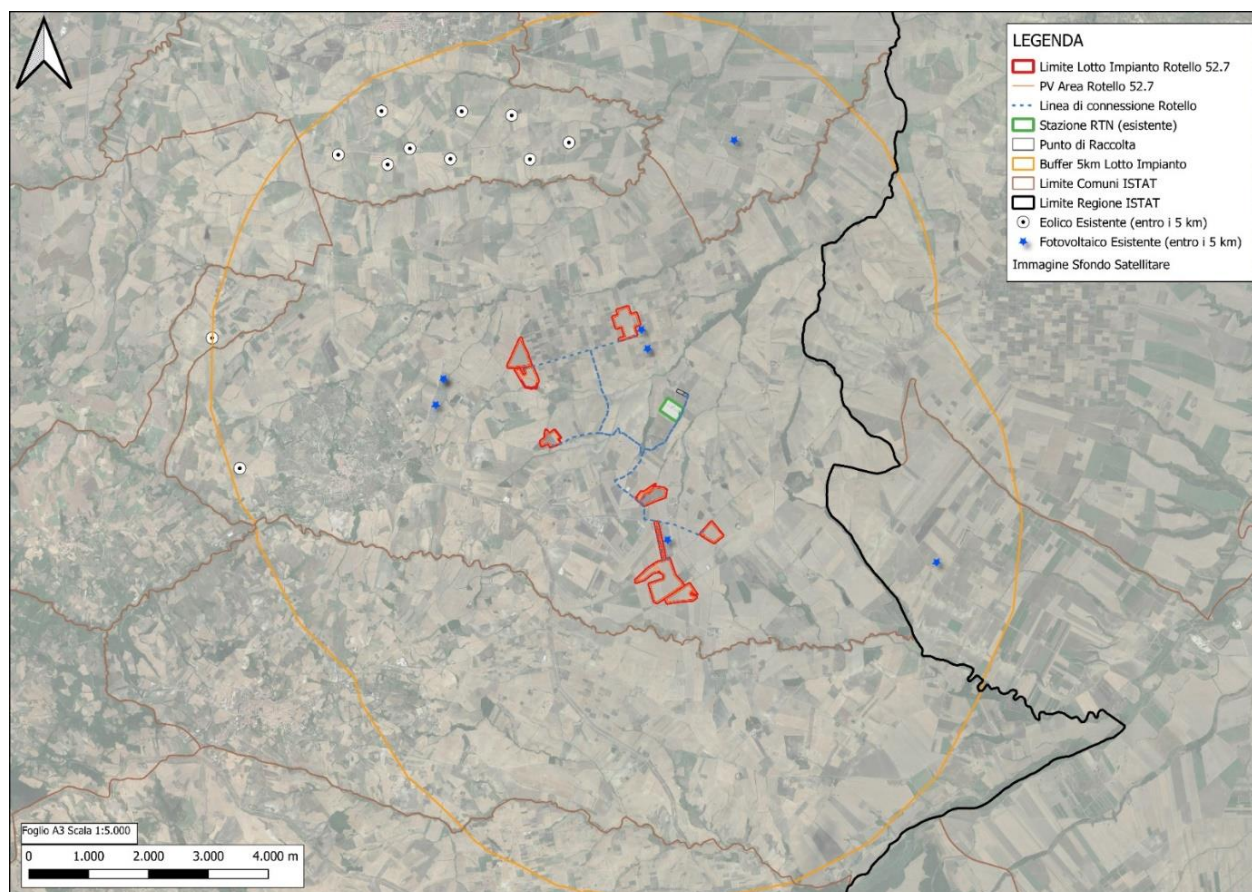 LEGENDA
Limite Lotto Impianto Rotello 52.7
PV Area Rotello 52.7
Linea di connessione Rotello
Stazione RTN (esistente)
Punto di Raccolta
Buffer 5km Lotto Impianto
Limite Comuni ISTAT
Limite Regione ISTAT
Eolico Esistente (entro i 5 km)
Fotovoltaico Esistente (entro i 5 km)
Immagine Sfondo Satellitare
Foglio A3 Scala 1:5.000
0 1.000 2.000 3.000 4.000 m